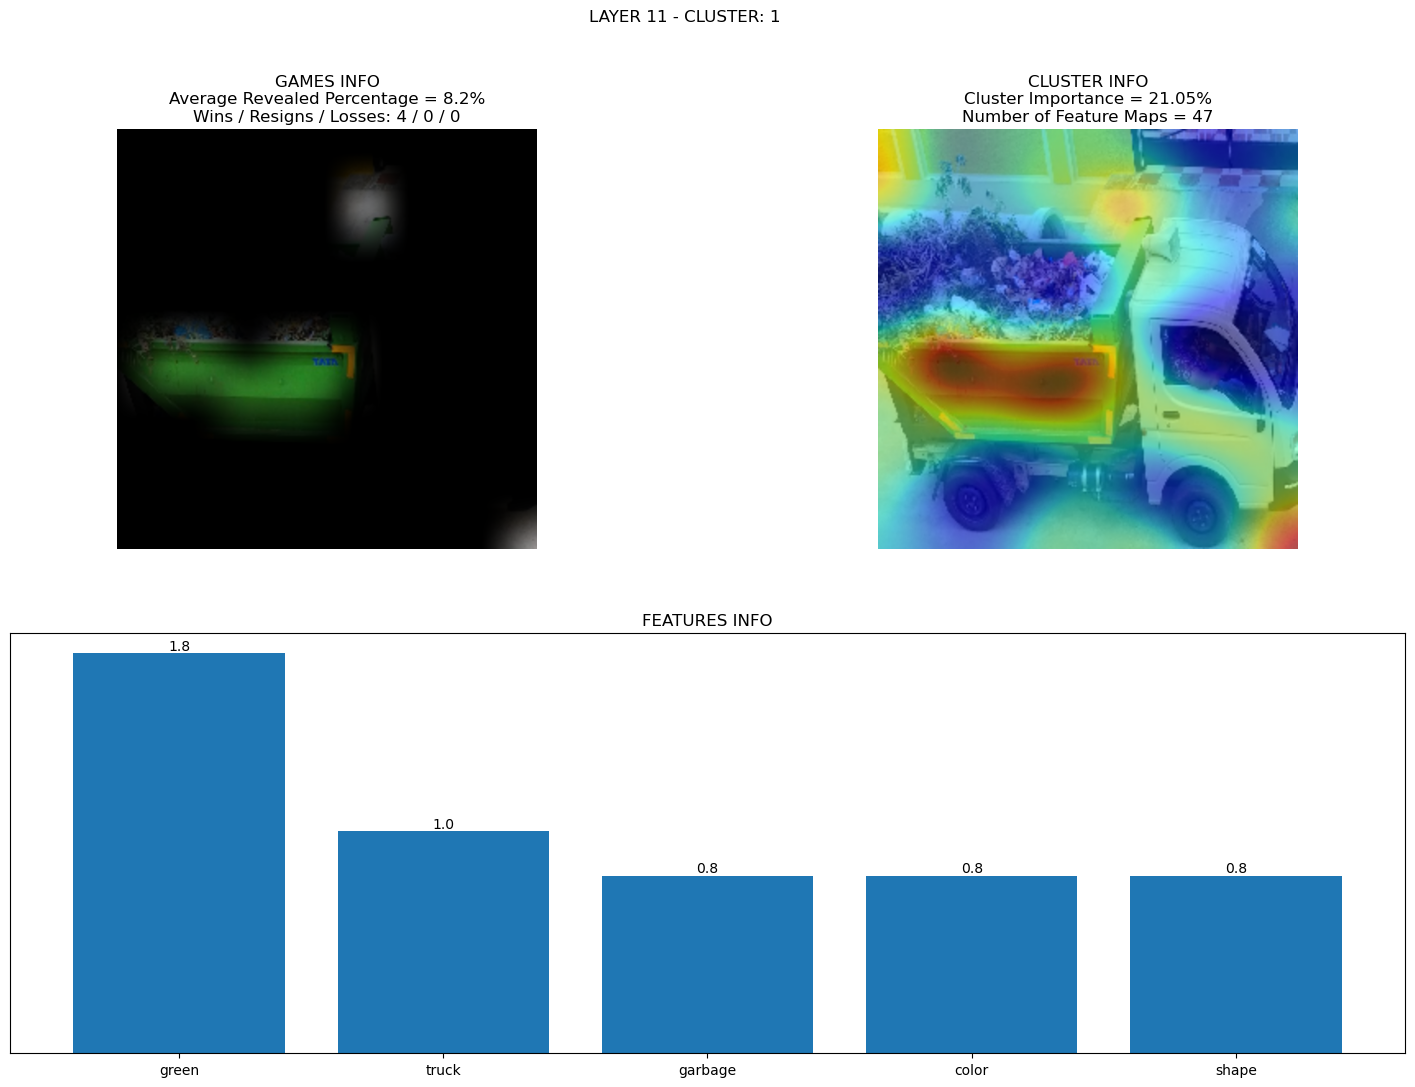 LAYER 11 - CLUSTER: 1
GAMES INFO
Average Revealed Percentage = 8.2%
Wins / Resigns / Losses: 4 / 0 / 0
CLUSTER INFO
Cluster Importance = 21.05%
Number of Feature Maps = 47
FEATURES INFO
1.8
1.0
0.8
0.8
0.8
green
truck
garbage
color
shape